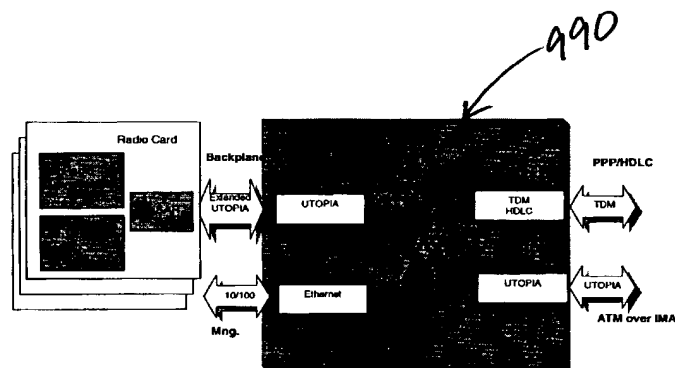 990
Radio Card
Backplane
PPP/HDLC
Extended
UTOPIA
UTOPIA
TDM
HDLC
TDM
10/100
Ethernet
UTOPIA
UTOPIA
Mng.
ATM over IMA